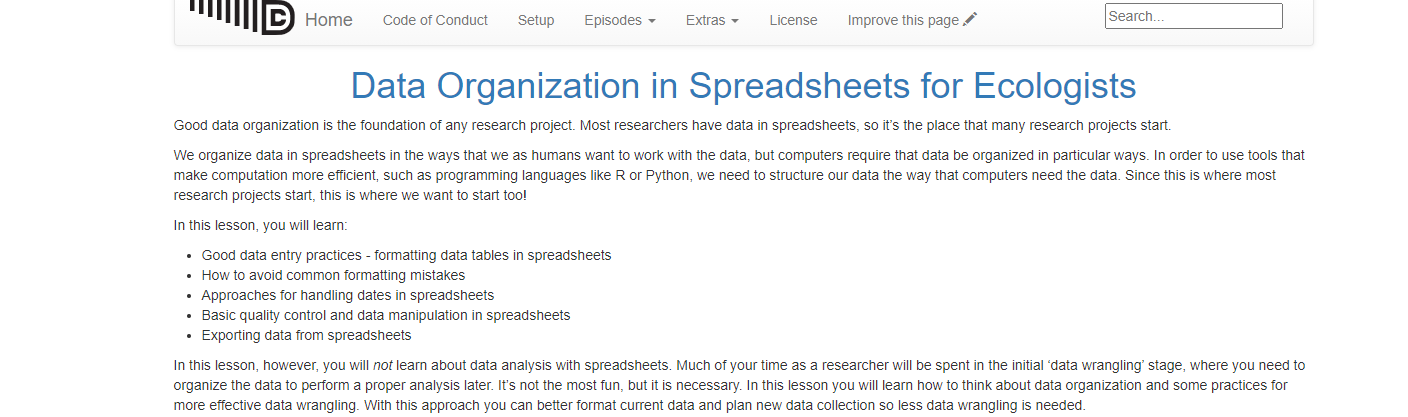 Home Code of Conduct Setup Episodes Extras License Improve this page Search...
Data Organization in Spreadsheets for Ecologists
Good data organization is the foundation of any research project. Most researchers have data in spreadsheets, so it’s the place that many research projects start.
We organize data in spreadsheets in the ways that we as humans want to work with the data, but computers require that data be organized in particular ways. In order to use tools that
make computation more efficient, such as programming languages like R or Python, we need to structure our data the way that computers need the data. Since this is where most
research projects start, this is where we want to start too!
In this lesson, you will learn:
• Good data entry practices - formatting data tables in spreadsheets
• How to avoid common formatting mistakes
• Approaches for handling dates in spreadsheets
• Basic quality control and data manipulation in spreadsheets
• Exporting data from spreadsheets
In this lesson, however, you will not learn about data analysis with spreadsheets. Much of your time as a researcher will be spent in the initial ‘data wrangling’ stage, where you need to
organize the data to perform a proper analysis later. It’s not the most fun, but it is necessary. In this lesson you will learn how to think about data organization and some practices for
more effective data wrangling. With this approach you can better format current data and plan new data collection so less data wrangling is needed.